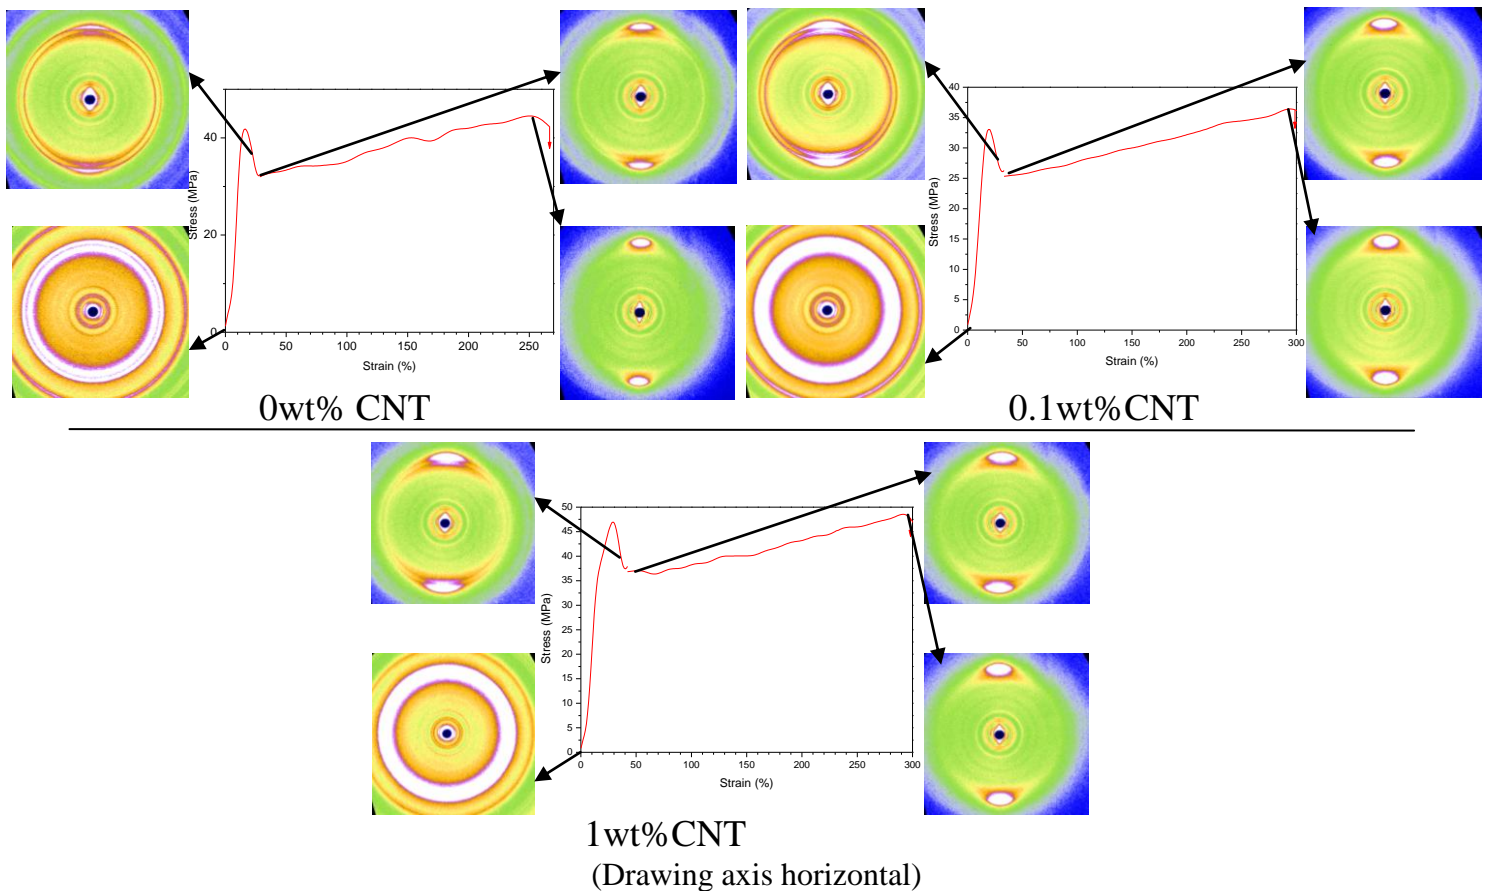 40
20
0
Stress (MPa)
0 50 100 150 200 250
Strain (%)
0wt% CNT
40
35
30
25
20
15
10
5
0
Stress (MPa)
0 50 100 150 200 250 300
Strain (%)
0.1wt%CNT
50
45
40
35
30
25
20
15
10
5
0
Stress (MPa)
0 50 100 150 200 250 300
Strain (%)
1wt%CNT
(Drawing axis horizontal)